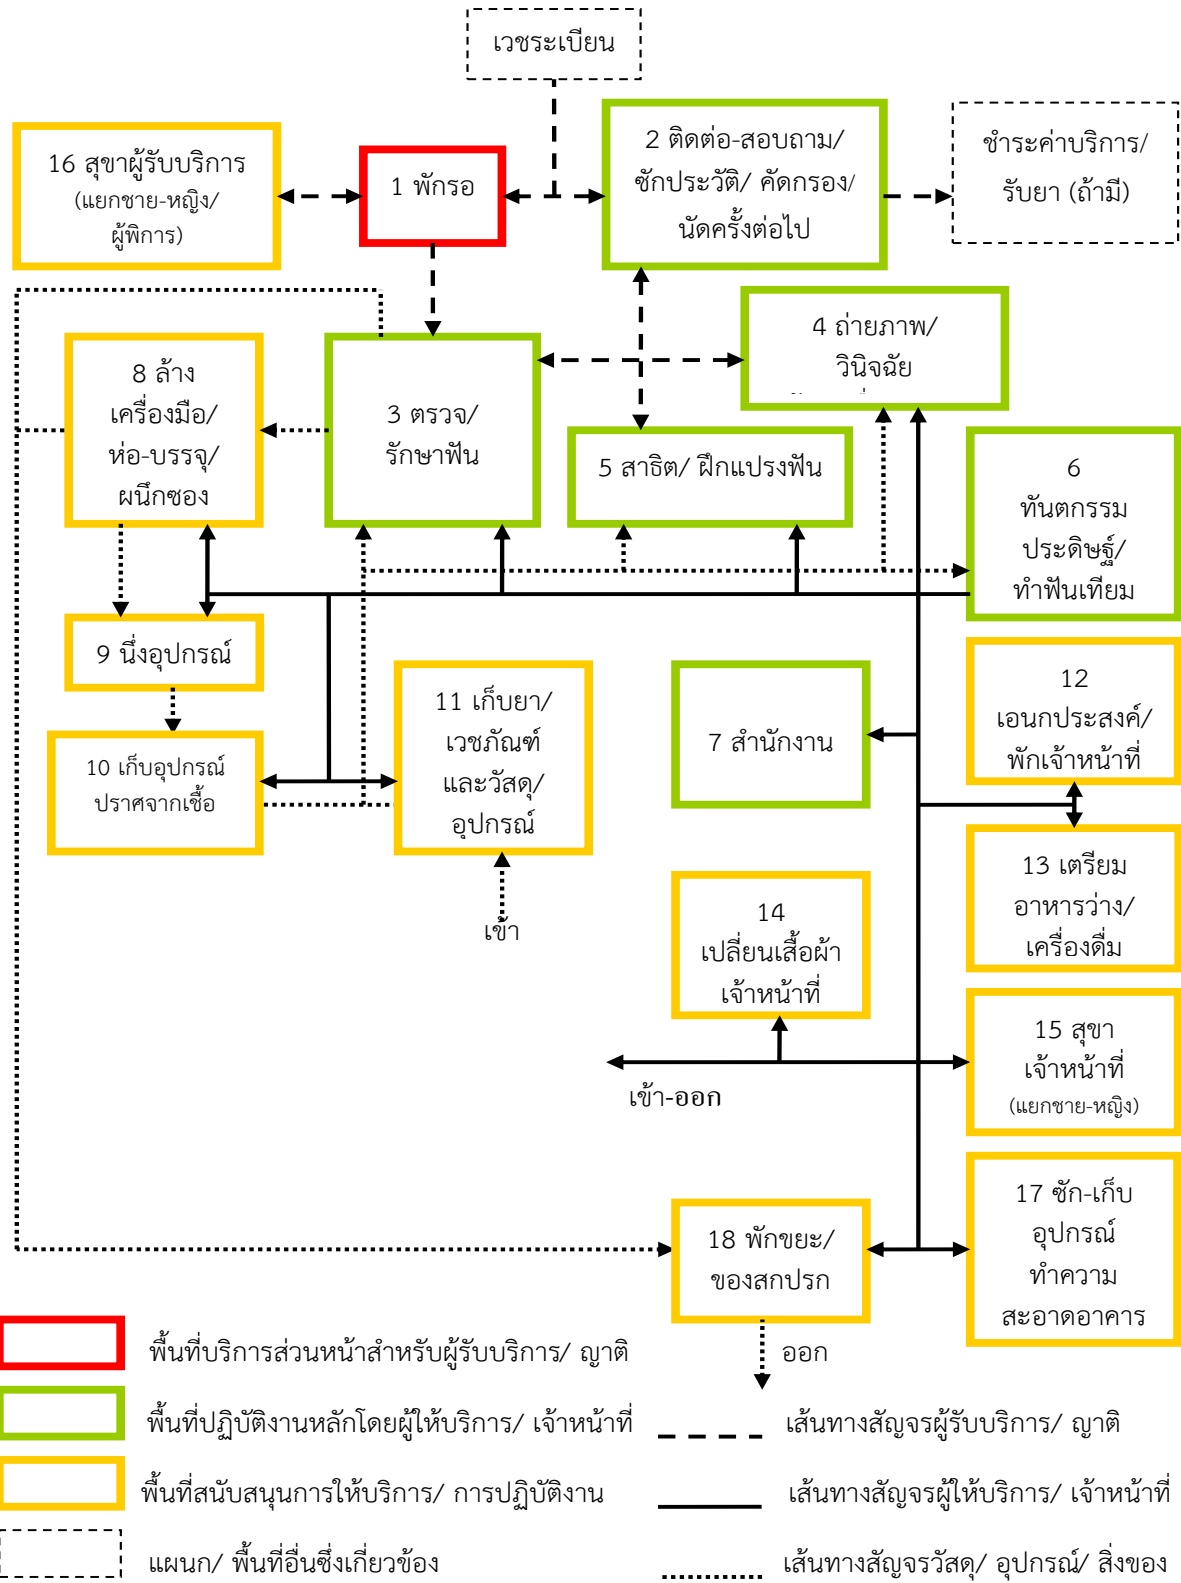 เวชระเบียน
16 สุขาผู้รับบริการ
(แยกชาย-หญิง/
ผู้พิการ)
1 พักรอ
2 ติดต่อ-สอบถาม/
ซักประวัติ/ คัดกรอง/
นัดครั้งต่อไป
ชำระค่าบริการ/
รับยา (ถ้ามี)
4 ถ่ายภาพ/
วินิจฉัย
8 ล้าง
เครื่องมือ/
ห่อ-บรรจุ/
ผนึกซอง
3 ตรวจ/
รักษาฟัน
5 สาธิต/ ฝึกแปรงฟัน
6
ทันตกรรม
ประดิษฐ์/
ทำฟันเทียม
9 นึ่งอุปกรณ์
10 เก็บอุปกรณ์
ปราศจากเชื้อ
11 เก็บยา/
เวชภัณฑ์
และวัสดุ/
อุปกรณ์
เข้า
7 สำนักงาน
12
เอนกประสงค์/
พักเจ้าหน้าที่
13 เตรียม
อาหารว่าง/
เครื่องดื่ม
14
เปลี่ยนเสื้อผ้า
เจ้าหน้าที่
เข้า-ออก
15 สุขา
เจ้าหน้าที่
(แยกชาย-หญิง)
18 พักขยะ/
ของสกปรก
17 ซัก-เก็บ
อุปกรณ์
ทำความ
สะอาดอาคาร
ออก
พื้นที่บริการส่วนหน้าสำหรับผู้รับบริการ/ ญาติ
พื้นที่ปฏิบัติงานหลักโดยผู้ให้บริการ/ เจ้าหน้าที่
พื้นที่สนับสนุนการให้บริการ/ การปฏิบัติงาน
แผนก/ พื้นที่อื่นซึ่งเกี่ยวข้อง
เส้นทางสัญจรผู้รับบริการ/ ญาติ
เส้นทางสัญจรผู้ให้บริการ/ เจ้าหน้าที่
เส้นทางสัญจรวัสดุ/ อุปกรณ์/ สิ่งของ